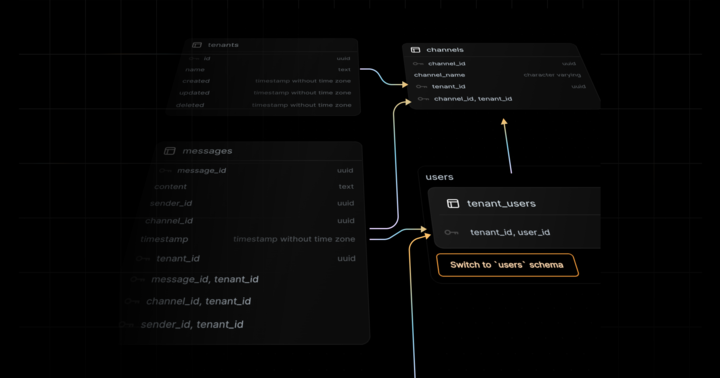 tenants
id uuid
name text
created timestamp without time zone
updated timestamp without time zone
deleted timestamp without time zone
channels
channel_id uuid
channel_name character varying
tenant_id uuid
channel_id, tenant_id
messages
message_id uuid
content text
sender_id uuid
channel_id uuid
timestamp timestamp without time zone
tenant_id uuid
message_id, tenant_id
channel_id, tenant_id
sender_id, tenant_id
users
tenant_users
tenant_id, user_id
Switch to `users` schema